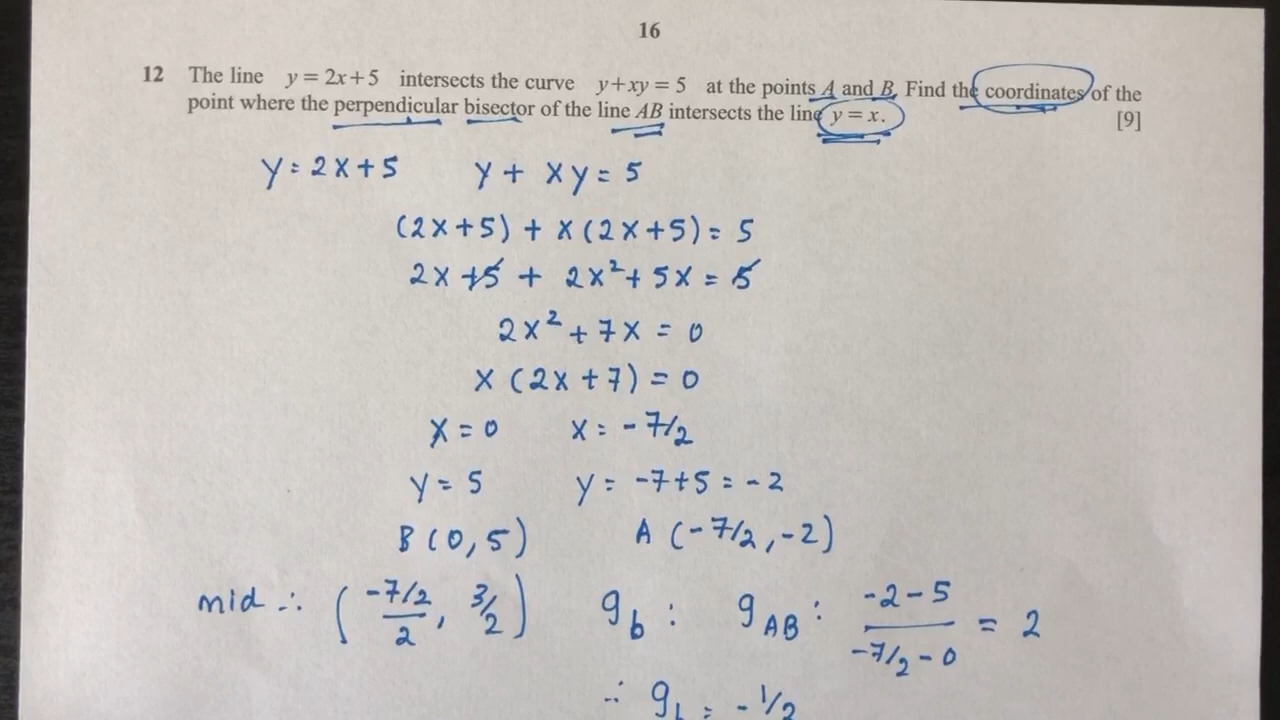 16
12 The line y = 2x + 5 intersects the curve y + xy = 5 at the points A and B. Find the coordinates of the
point where the perpendicular bisector of the line AB intersects the line y = x. [9]
y = 2x + 5 y + xy = 5
(2x + 5) + x(2x + 5) = 5
2x + 5 + 2x² + 5x = 5
2x² + 7x = 0
x(2x + 7) = 0
x = 0 x = -7/2
y = 5 y = -7+5 = -2
B (0, 5) A (-7/2, -2)
mid ∴ ( -7/2 / 2 , 3/2 ) g_b : g_AB : -2-5 / -7/2-0 = 2
∴ g_b = -1/2